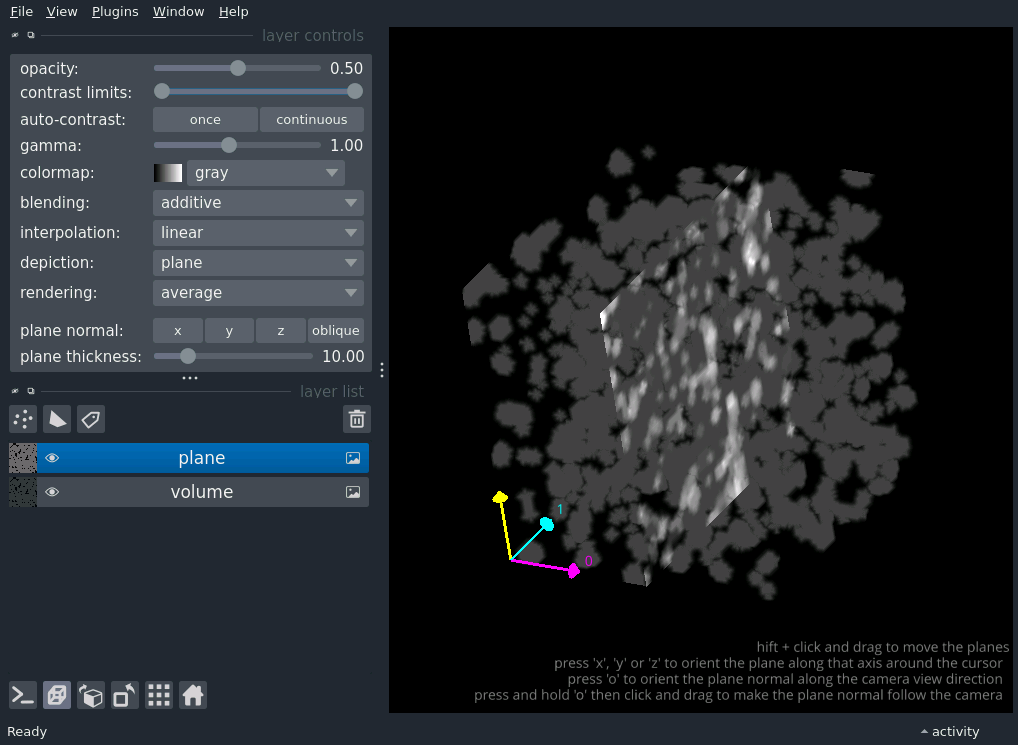 File View Plugins Window Help
layer controls
opacity: 0.50
contrast limits:
auto-contrast: once continuous
gamma: 1.00
colormap: gray
blending: additive
interpolation: linear
depiction: plane
rendering: average
plane normal: x y z oblique
plane thickness: 10.00
layer list
plane
volume
1
0
hift + click and drag to move the planes
press 'x', 'y' or 'z' to orient the plane along that axis around the cursor
press 'o' to orient the plane normal along the camera view direction
press and hold 'o' then click and drag to make the plane normal follow the camera
Ready
activity